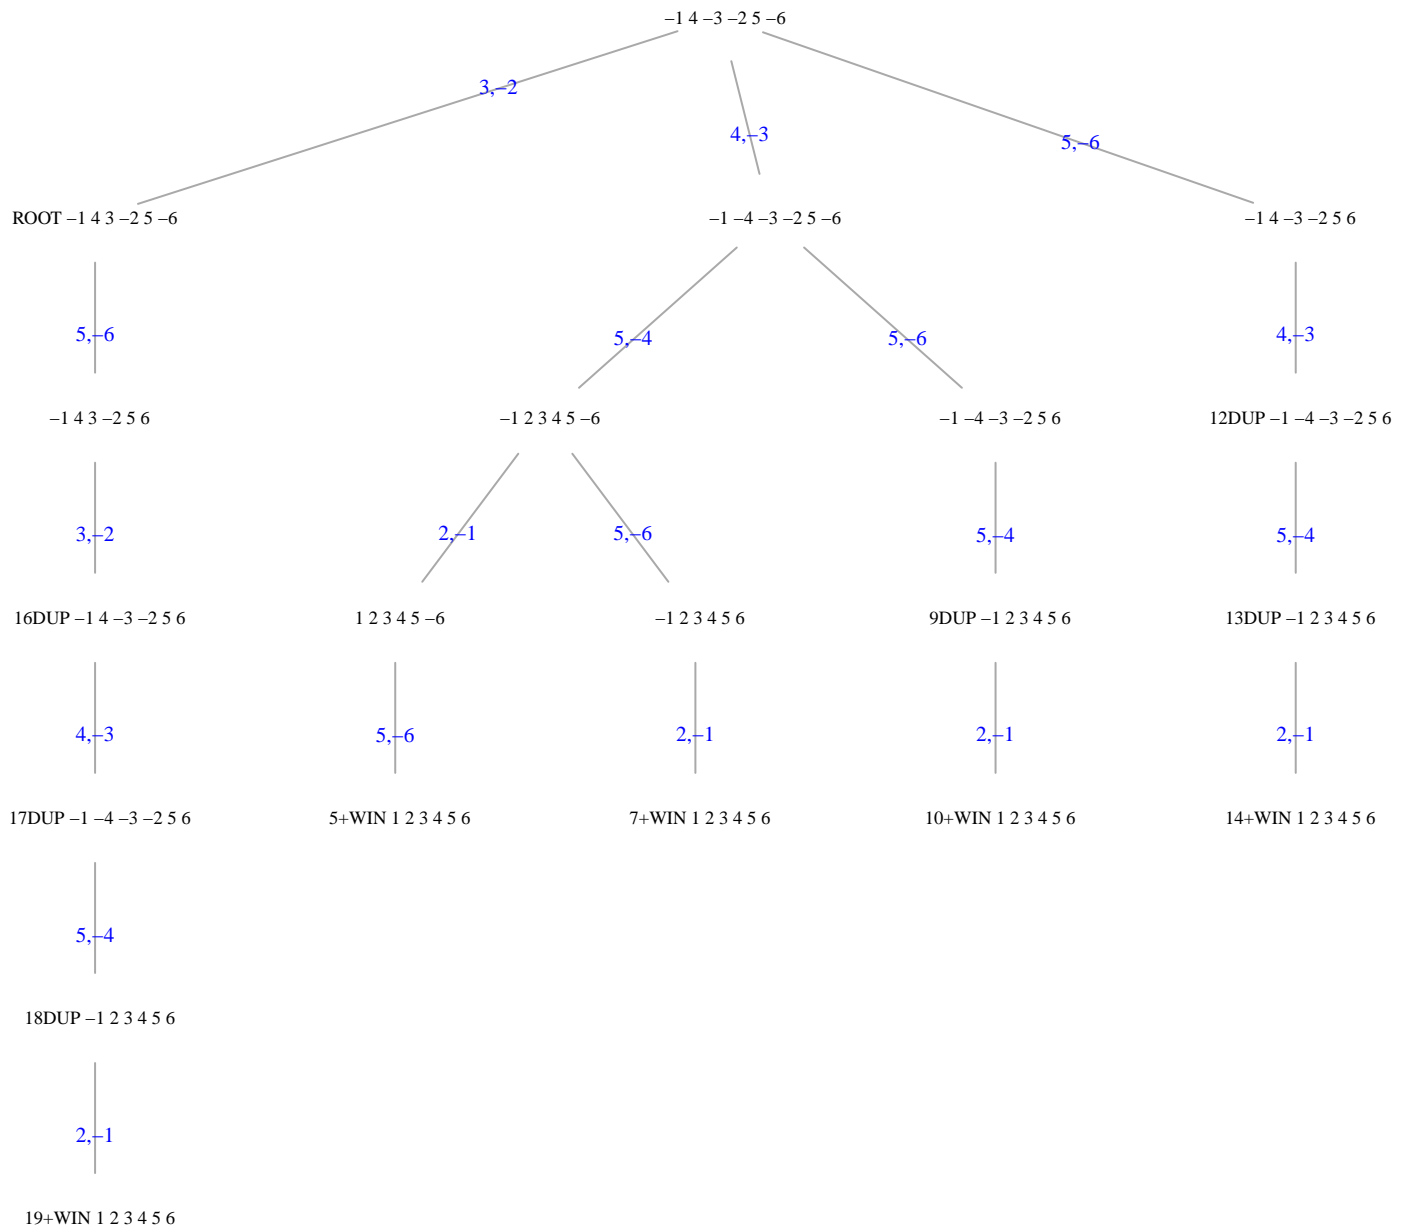 –1 4 –3 –2 5 –6
3,–2
4,–3
5,–6
ROOT –1 4 3 –2 5 –6
–1 –4 –3 –2 5 –6
–1 4 –3 –2 5 6
5,–6
5,–4
5,–6
4,–3
–1 4 3 –2 5 6
–1 2 3 4 5 –6
–1 –4 –3 –2 5 6
12DUP –1 –4 –3 –2 5 6
3,–2
2,–1
5,–6
5,–4
5,–4
16DUP –1 4 –3 –2 5 6
1 2 3 4 5 –6
–1 2 3 4 5 6
9DUP –1 2 3 4 5 6
13DUP –1 2 3 4 5 6
4,–3
5,–6
2,–1
2,–1
2,–1
17DUP –1 –4 –3 –2 5 6
5+WIN 1 2 3 4 5 6
7+WIN 1 2 3 4 5 6
10+WIN 1 2 3 4 5 6
14+WIN 1 2 3 4 5 6
5,–4
18DUP –1 2 3 4 5 6
2,–1
19+WIN 1 2 3 4 5 6